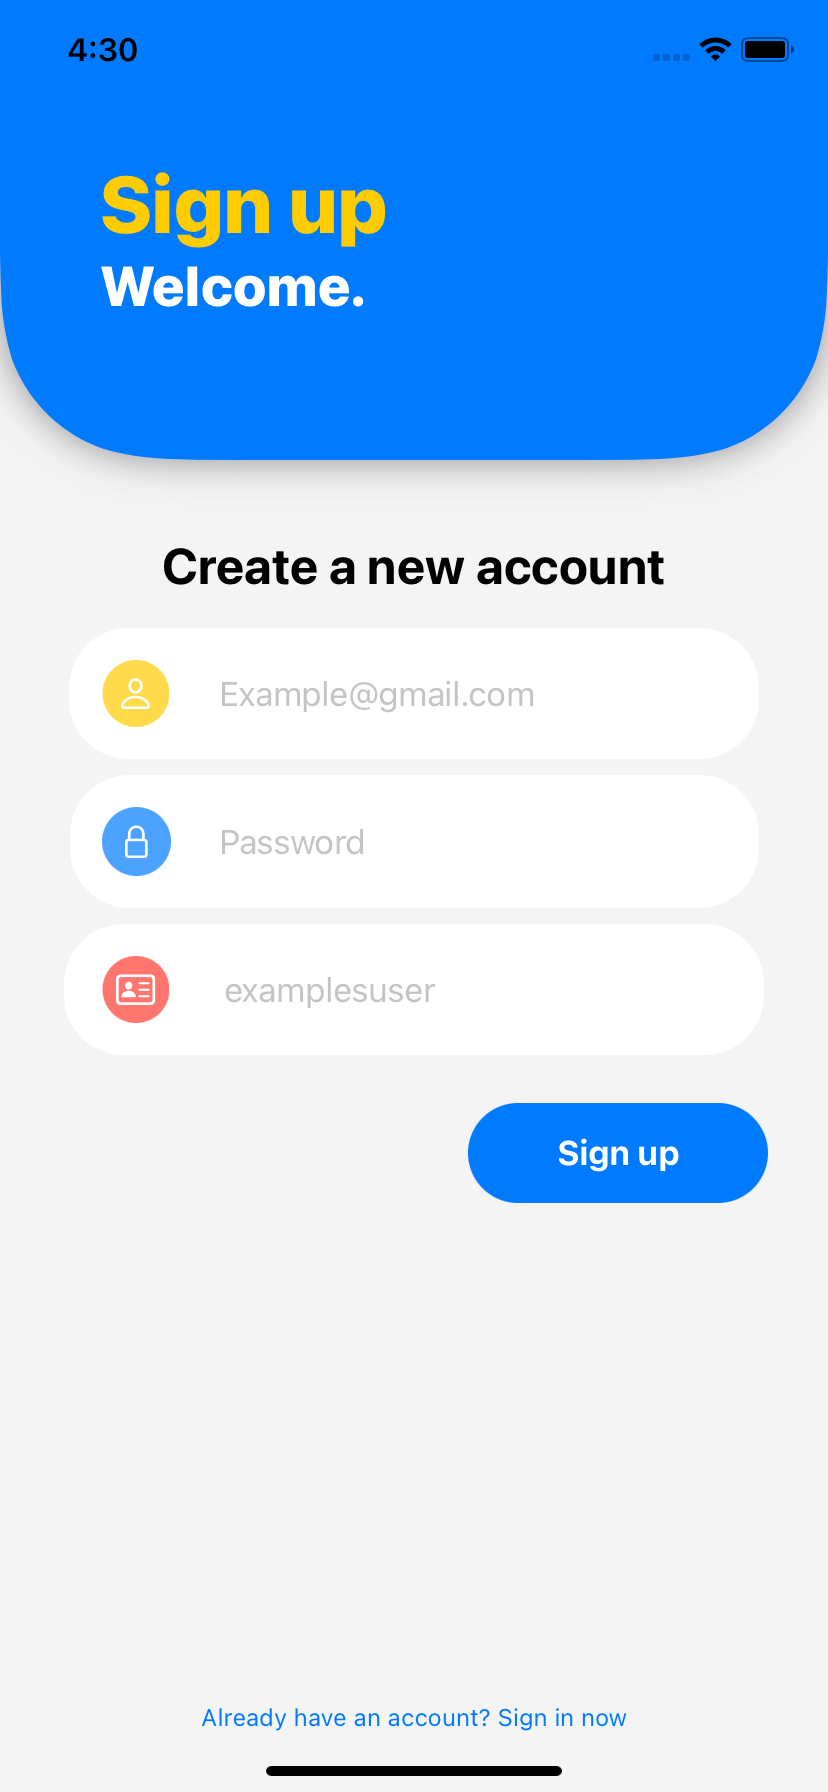 4:30
Sign up
Welcome.
Create a new account
Example@gmail.com
Password
examplesuser
Sign up
Already have an account? Sign in now